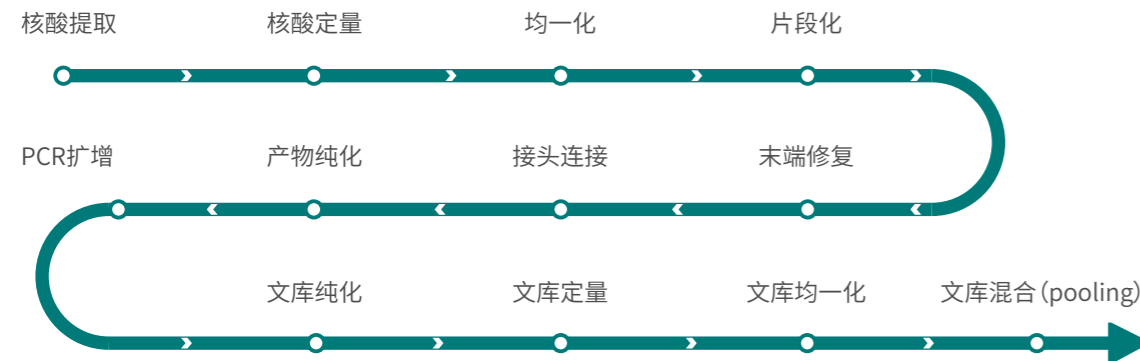 核酸提取 核酸定量 均一化 片段化
PCR扩增 产物纯化 接头连接 末端修复
文库纯化 文库定量 文库均一化 文库混合(pooling)